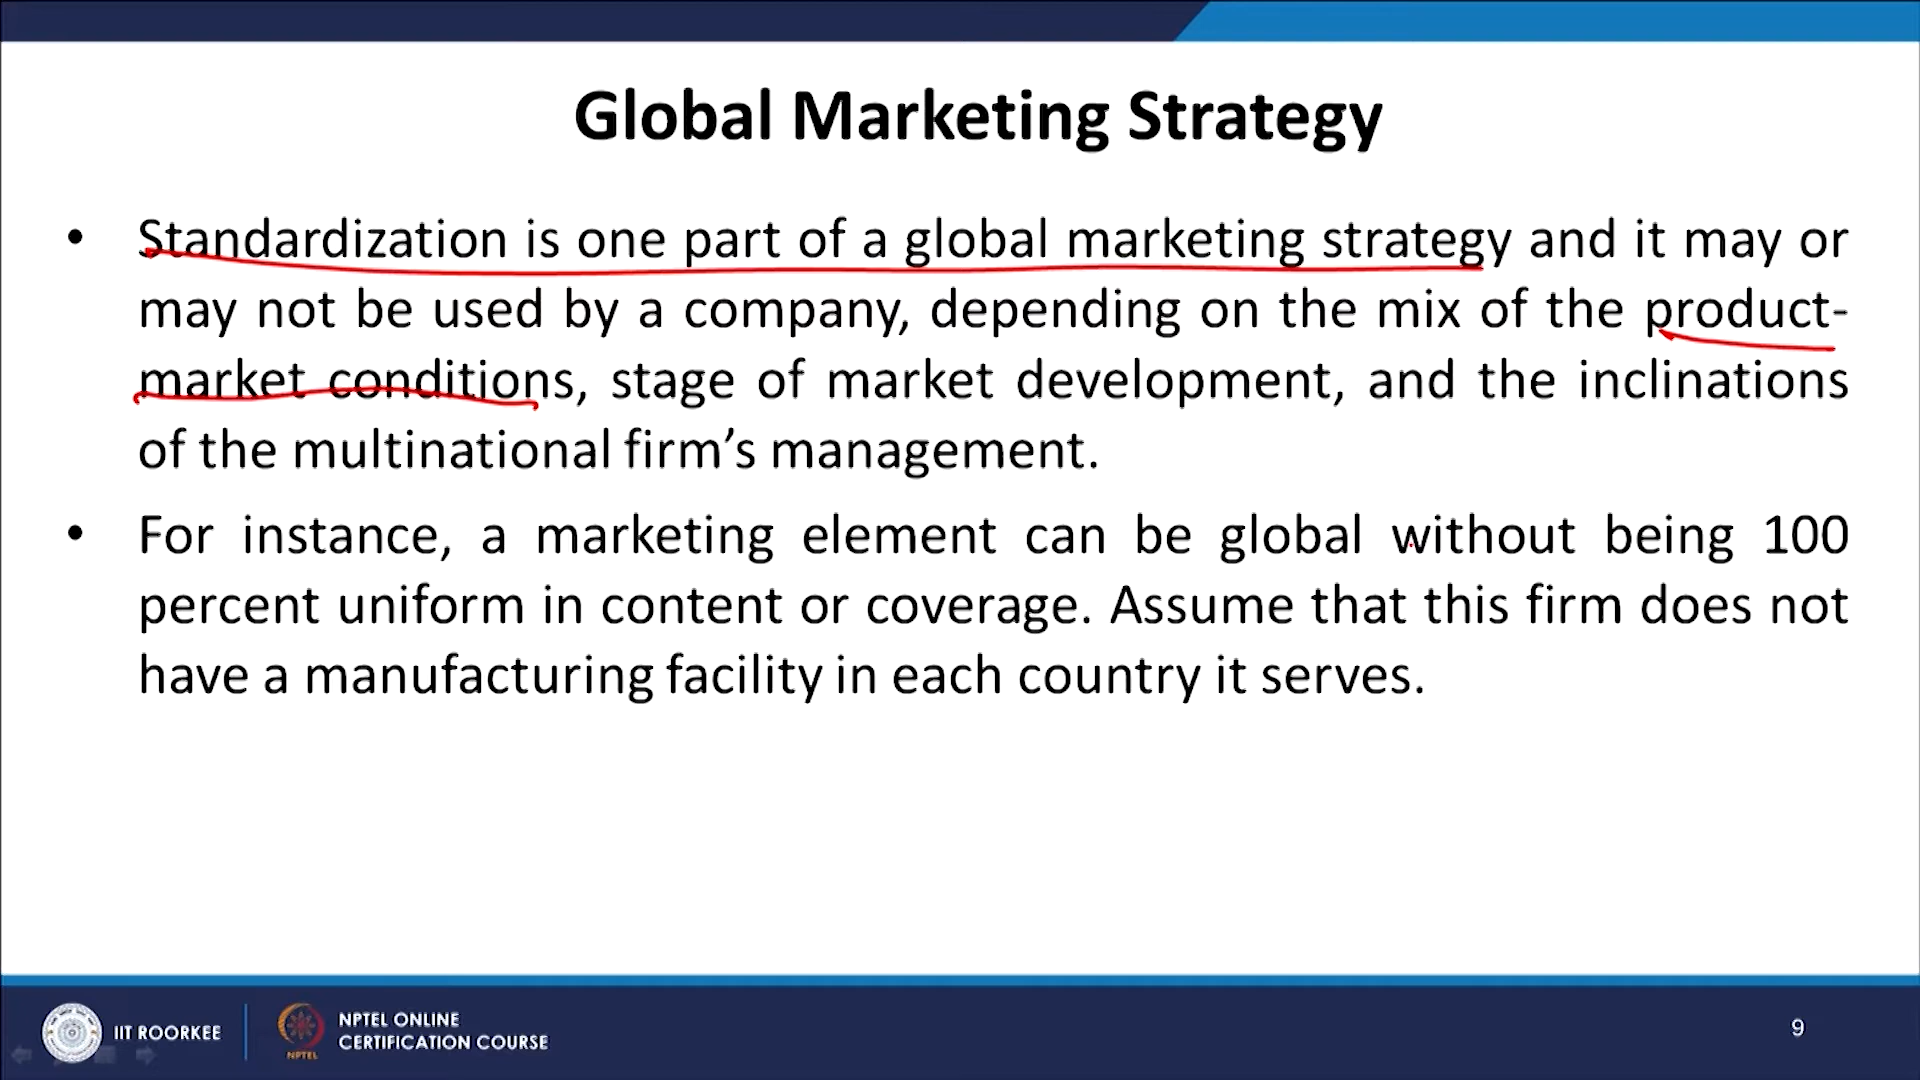 Global Marketing Strategy
• Standardization is one part of a global marketing strategy and it may or
may not be used by a company, depending on the mix of the product-
market conditions, stage of market development, and the inclinations
of the multinational firm’s management.
• For instance, a marketing element can be global without being 100
percent uniform in content or coverage. Assume that this firm does not
have a manufacturing facility in each country it serves.
IIT ROORKEE
NPTEL
NPTEL ONLINE
CERTIFICATION COURSE
9